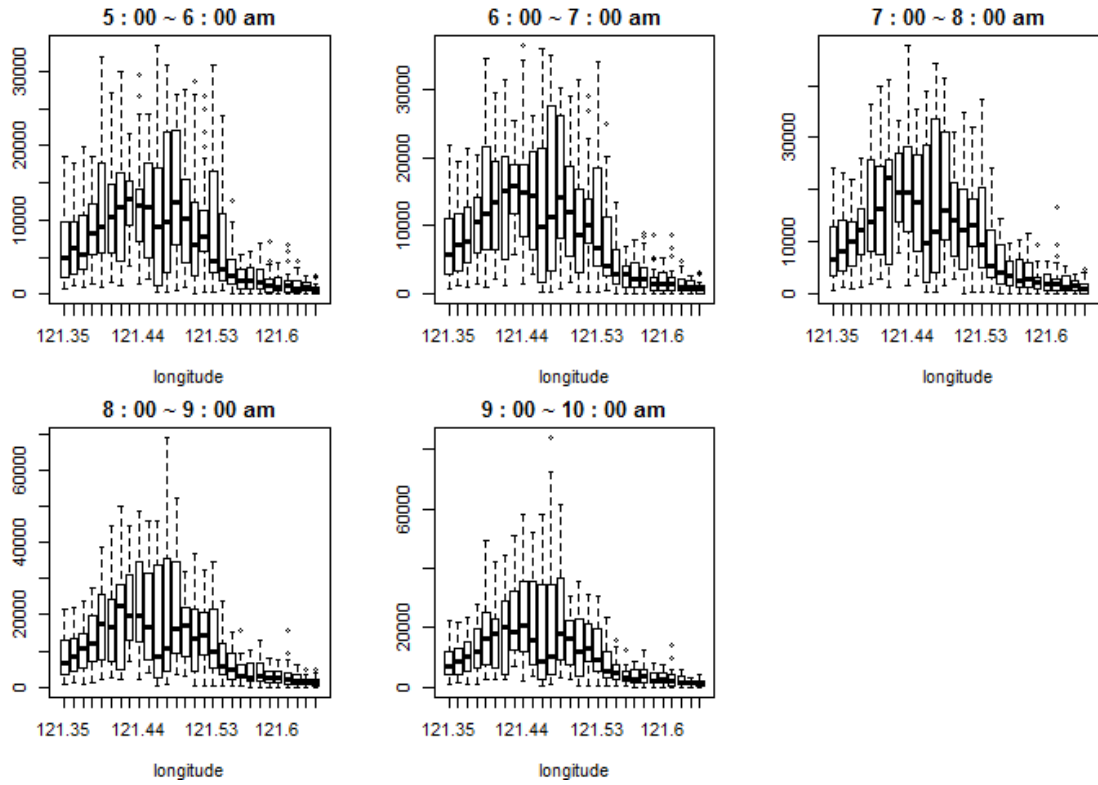 5 : 00 ~ 6 : 00 am
0 10000 20000 30000
121.35 121.44 121.53 121.6
longitude
6 : 00 ~ 7 : 00 am
0 10000 20000 30000
121.35 121.44 121.53 121.6
longitude
7 : 00 ~ 8 : 00 am
0 10000 30000
121.35 121.44 121.53 121.6
longitude
8 : 00 ~ 9 : 00 am
0 20000 40000 60000
121.35 121.44 121.53 121.6
longitude
9 : 00 ~ 10 : 00 am
0 20000 60000
121.35 121.44 121.53 121.6
longitude